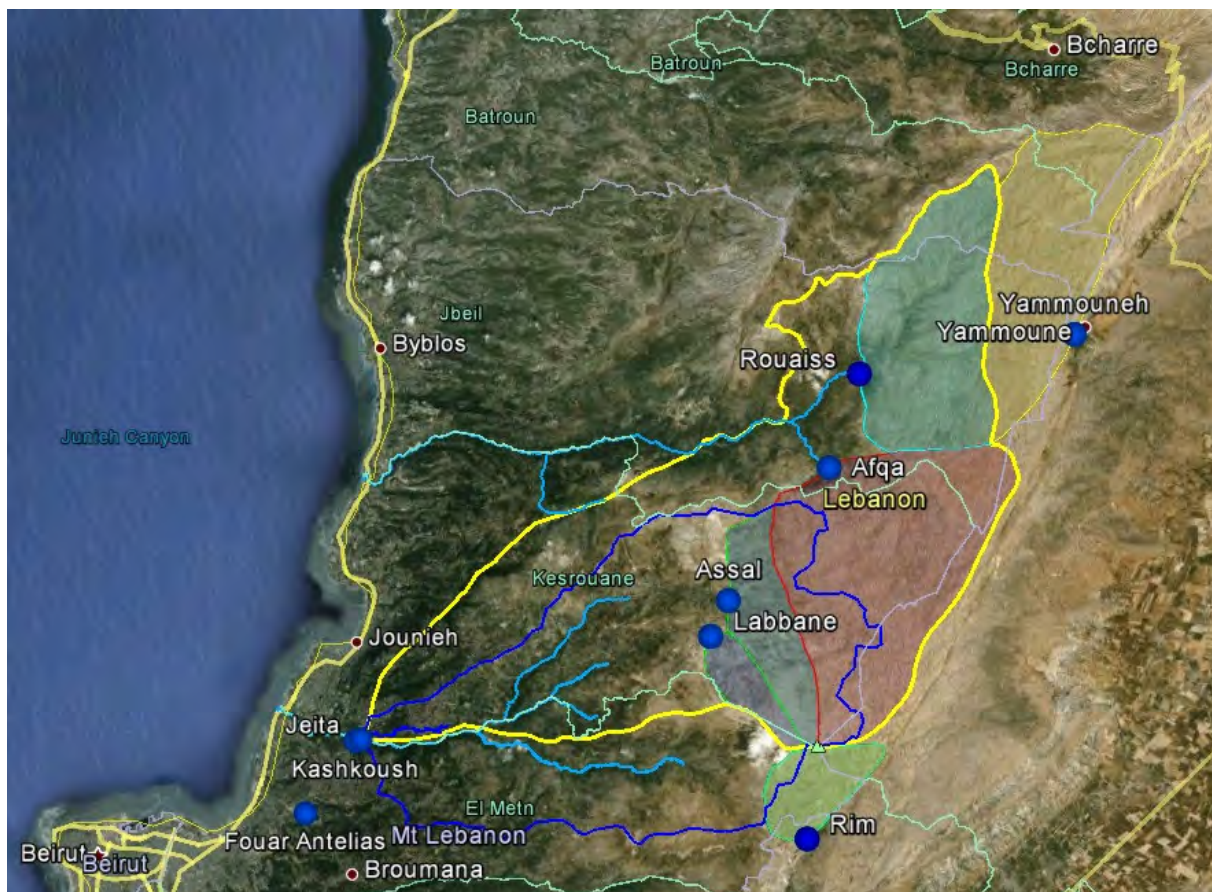 Bcharre
Batroun
Bcharre
Batroun
Yammouneh
Yammoune
Jbeil
Byblos
Rouaiss
Junieh Canyon
Afqa
Lebanon
Assal
Kesrouane
Labbane
Jounieh
Jeita
Kashkoush
El Metn
Rim
Fouar Antelias
Mt Lebanon
Beirut
Beirut
Broumana